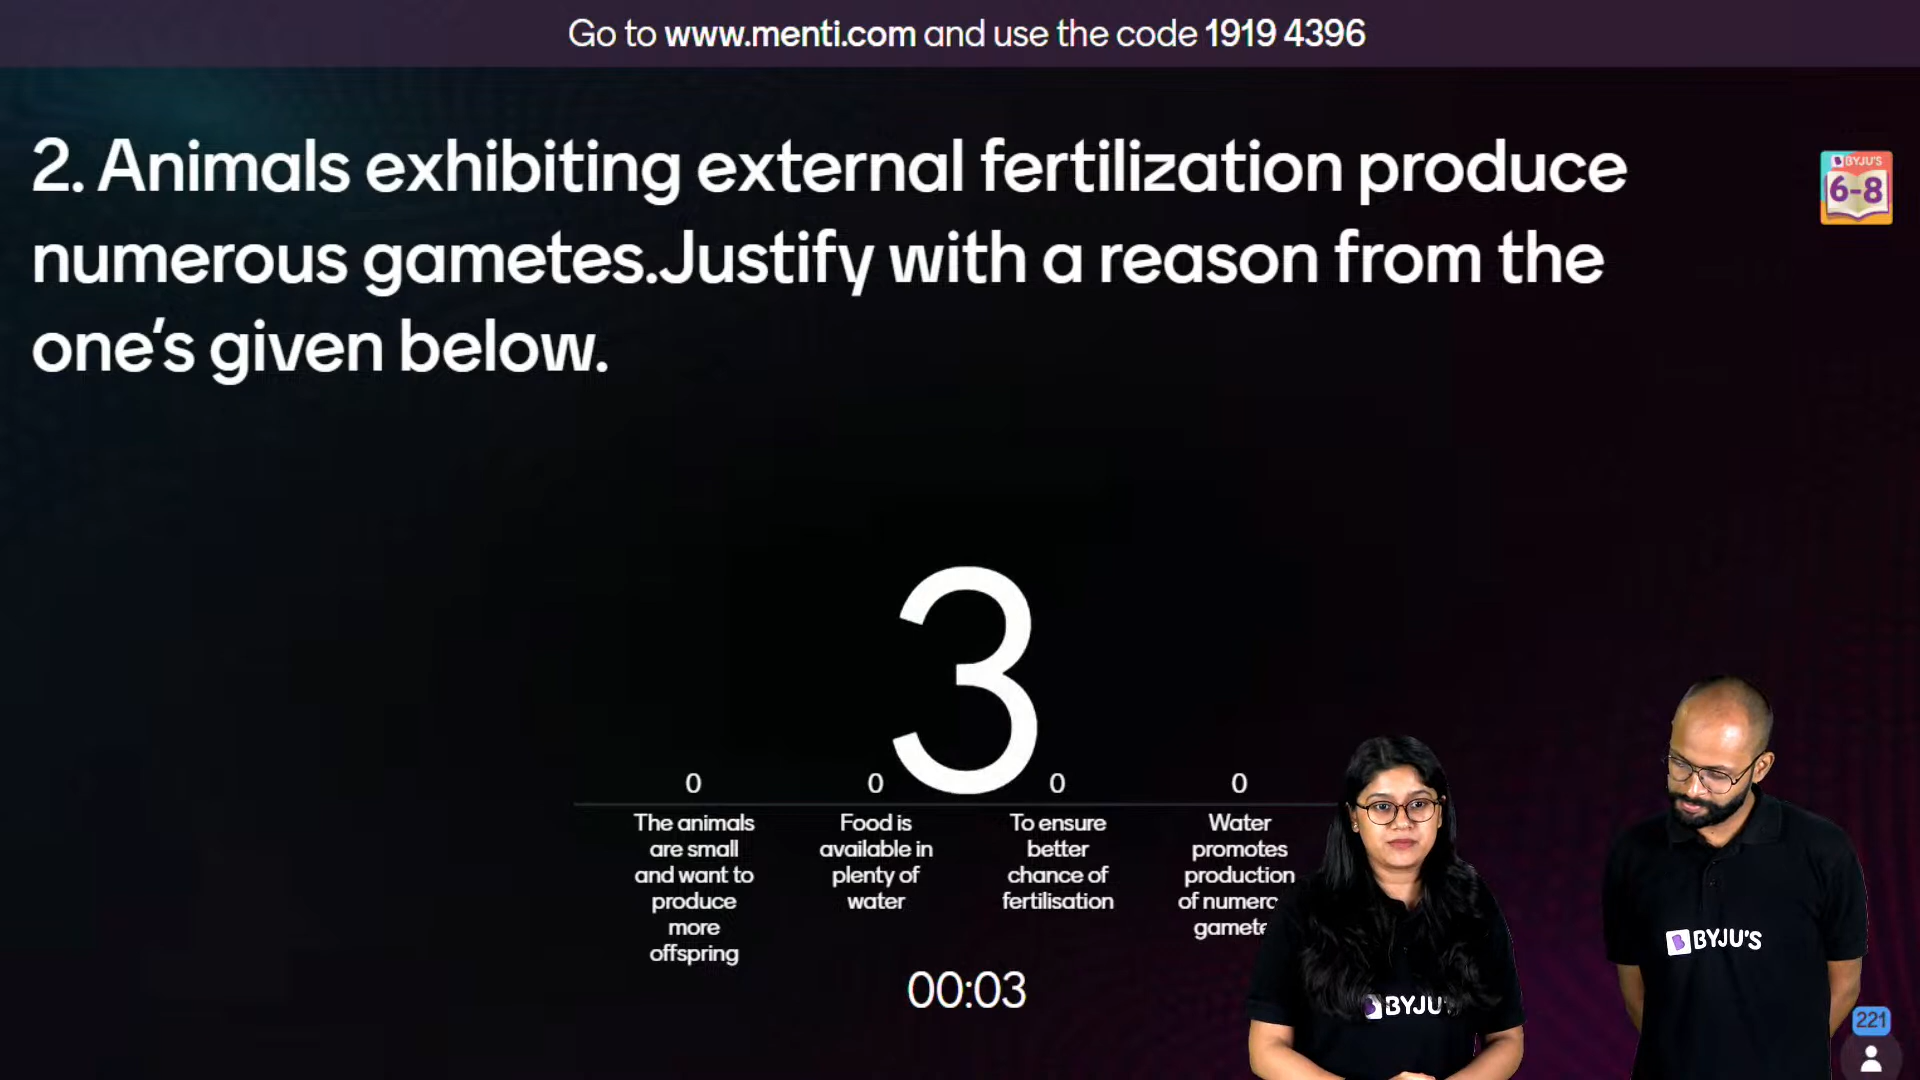 Go to www.menti.com and use the code 1919 4396
2. Animals exhibiting external fertilization produce
numerous gametes.Justify with a reason from the
one's given below.
BYJU'S
6-8
3
0
0
0
0
The animals
are small
and want to
produce
more
offspring
Food is
available in
plenty of
water
To ensure
better
chance of
fertilisation
Water
promotes
production
of
00:03
BYJU'S
BYJU'
221